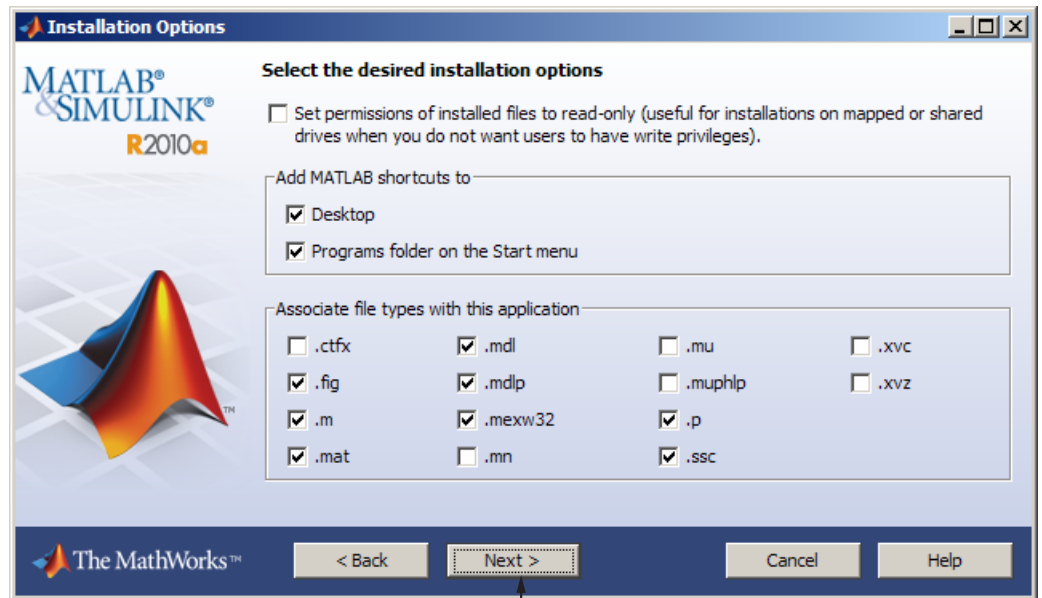 Installation Options
MATLAB®
&SIMULINK®
R2010a
TM
Select the desired installation options
Set permissions of installed files to read-only (useful for installations on mapped or shared
drives when you do not want users to have write privileges).
Add MATLAB shortcuts to
Desktop
Programs folder on the Start menu
Associate file types with this application
.ctfx .mdl .mu .xvc
.fig .mdlp .muphlp .xvz
.m .mexw32 .p
.mat .mn .ssc
The MathWorks™ < Back Next > Cancel Help